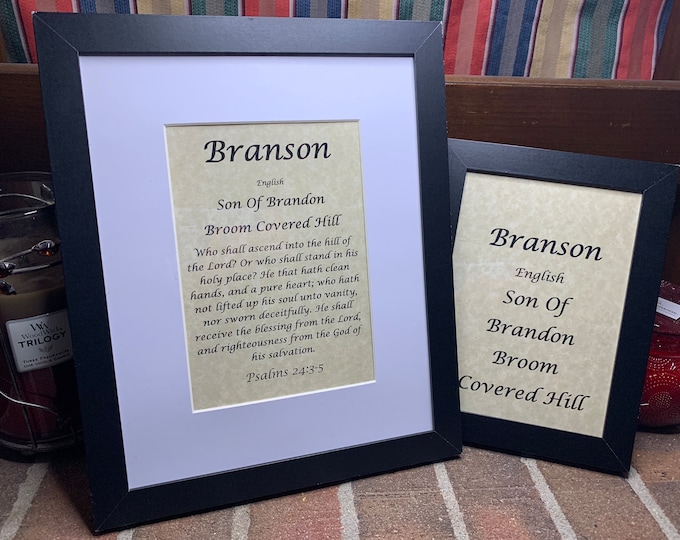 Branson
English
Son Of Brandon
Broom Covered Hill
Who shall ascend into the hill of
the Lord? Or who shall stand in his
holy place? He that hath clean
hands, and a pure heart; who hath
not lifted up his soul unto vanity,
nor sworn deceitfully. He shall
receive the blessing from the Lord,
and righteousness from the God of
his salvation.
Psalms 24:3-5
Branson
English
Son Of
Brandon
Broom
Covered Hill
WW
WoodWick
TRILOGY